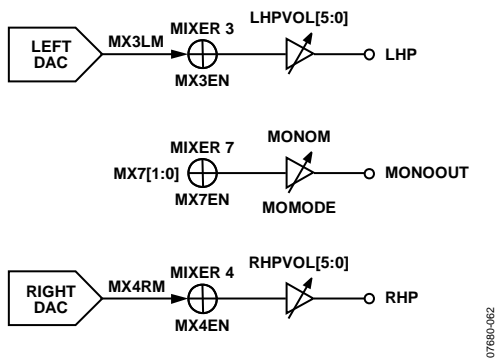 LHPVOL[5:0]
MIXER 3
LEFT
DAC
MX3LM
MX3EN
LHP
MIXER 7
MONOM
MX7[1:0]
MX7EN
MOMODE
MONOOUT
RHPVOL[5:0]
MIXER 4
RIGHT
DAC
MX4RM
MX4EN
RHP
07680-062